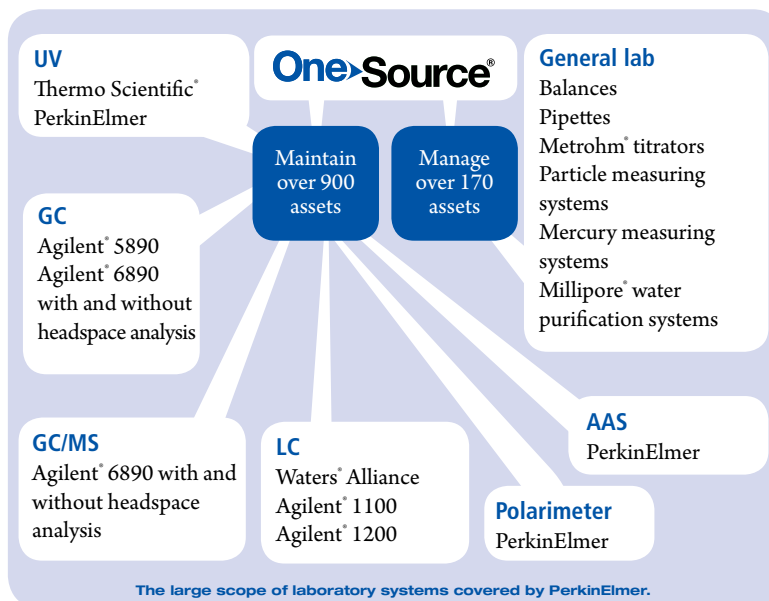 UV
Thermo Scientific®
PerkinElmer
One Source®
Maintain
over 900
assets
Manage
over 170
assets
General lab
Balances
Pipettes
Metrohm® titrators
Particle measuring
systems
Mercury measuring
systems
Millipore® water
purification systems
GC
Agilent® 5890
Agilent® 6890
with and without
headspace analysis
GC/MS
Agilent® 6890 with and
without headspace
analysis
LC
Waters® Alliance
Agilent® 1100
Agilent® 1200
AAS
PerkinElmer
Polarimeter
PerkinElmer
The large scope of laboratory systems covered by PerkinElmer.